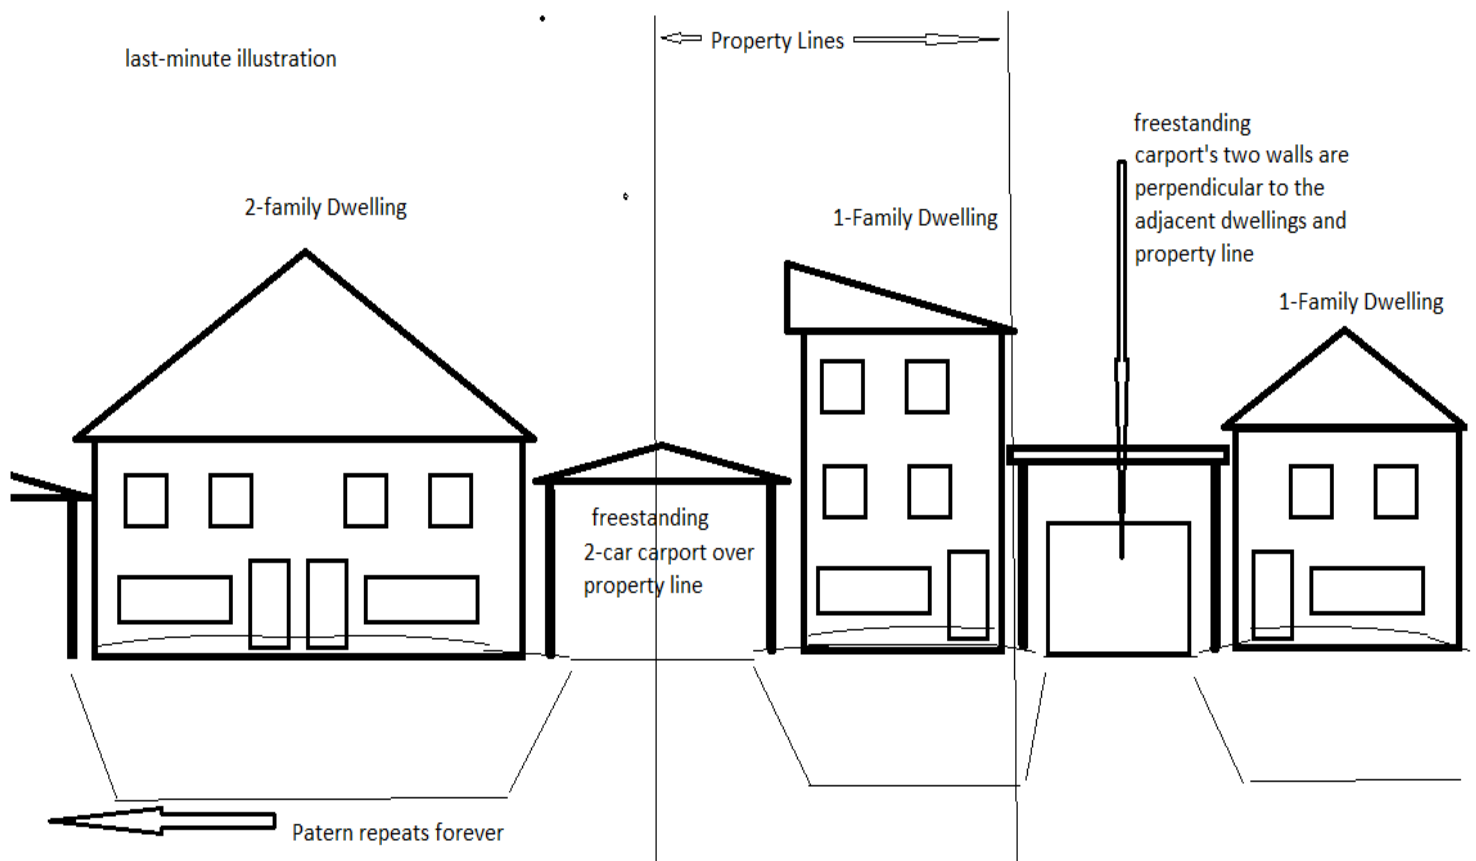 last-minute illustration
Property Lines
freestanding
carport's two walls are
perpendicular to the
adjacent dwellings and
property line
2-family Dwelling
1-Family Dwelling
1-Family Dwelling
freestanding
2-car carport over
property line
Patern repeats forever